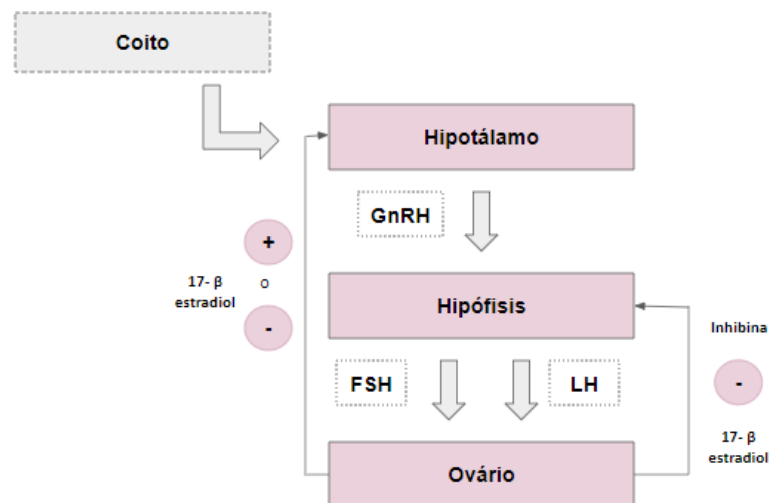 Coito
Hipotálamo
GnRH
+
17- β
estradiol
o
-
Hipófisis
Inhibina
-
17- β
estradiol
FSH
LH
Ovário